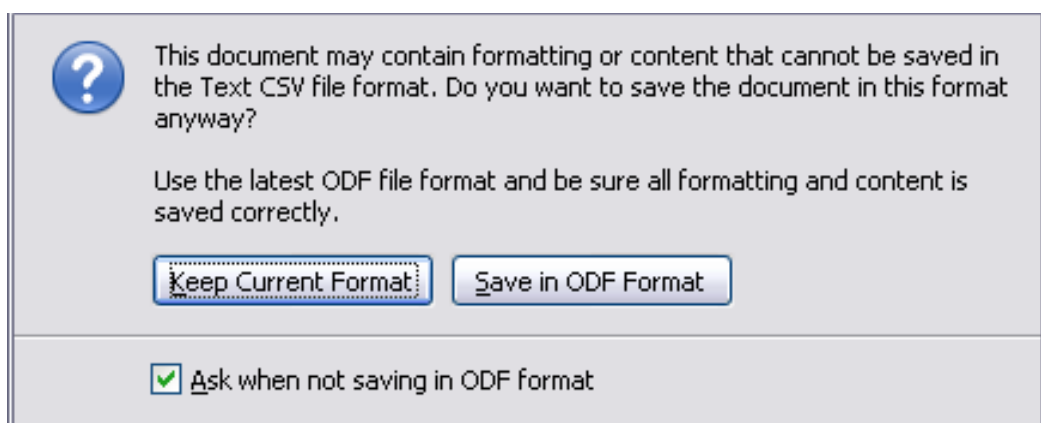 This document may contain formatting or content that cannot be saved in
the Text CSV file format. Do you want to save the document in this format
anyway?
Use the latest ODF file format and be sure all formatting and content is
saved correctly.
Keep Current Format
Save in ODF Format
Ask when not saving in ODF format